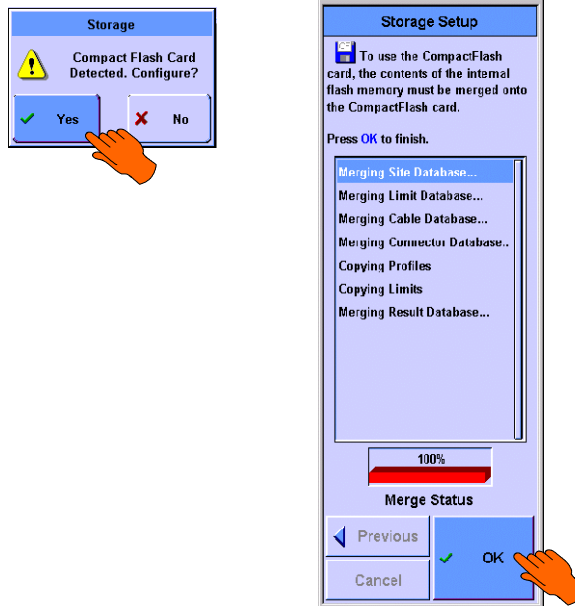 Storage
Compact Flash Card
Detected. Configure?
Yes
No
Storage Setup
To use the CompactFlash
card, the contents of the internal
flash memory must be merged onto
the CompactFlash card.
Press OK to finish.
Merging Site Database...
Merging Limit Database...
Merging Cable Database...
Merging Connector Database..
Copying Profiles
Copying Limits
Merging Result Database...
100%
Merge Status
Previous
OK
Cancel